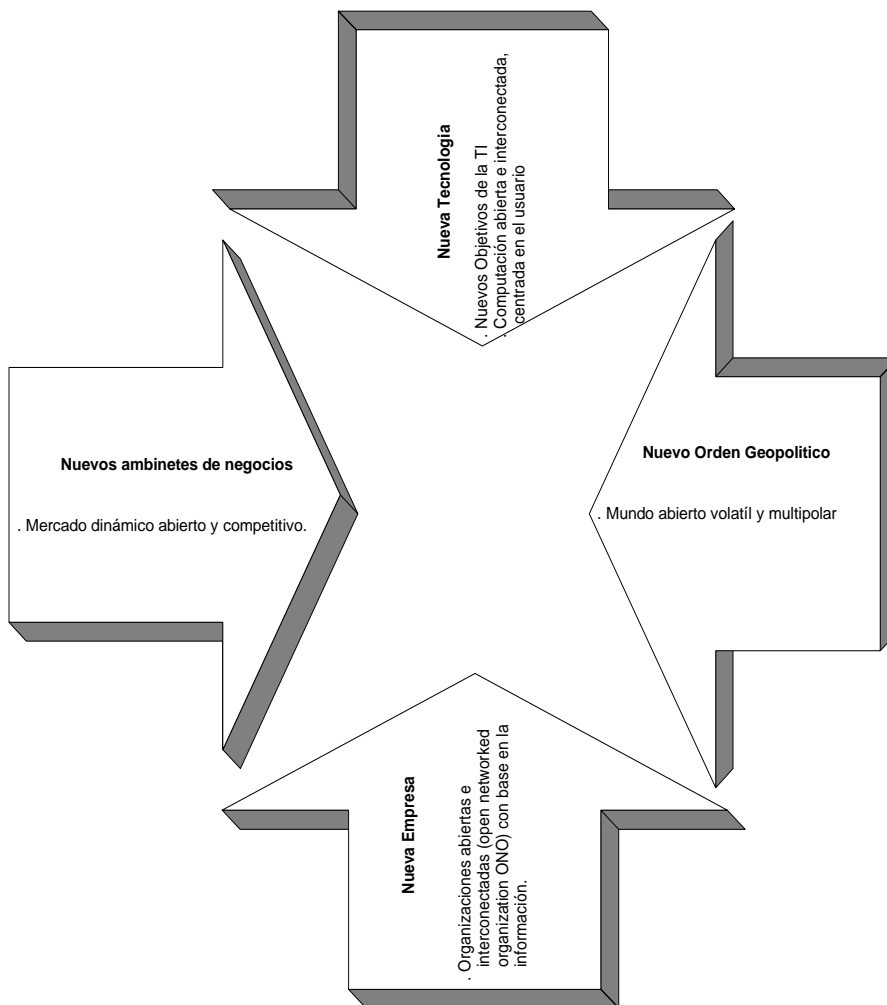 Nueva Tecnologia
. Nuevos Objetivos de la TI
. Computación abierta e interconectada,
centrada en el usuario
Nuevos ambinetes de negocios
. Mercado dinámico abierto y competitivo.
Nuevo Orden Geopolitico
. Mundo abierto volatíl y multipolar
Nueva Empresa
. Organizaciones abiertas e
interconectadas (open networked
organization ONO) con base en la
información.